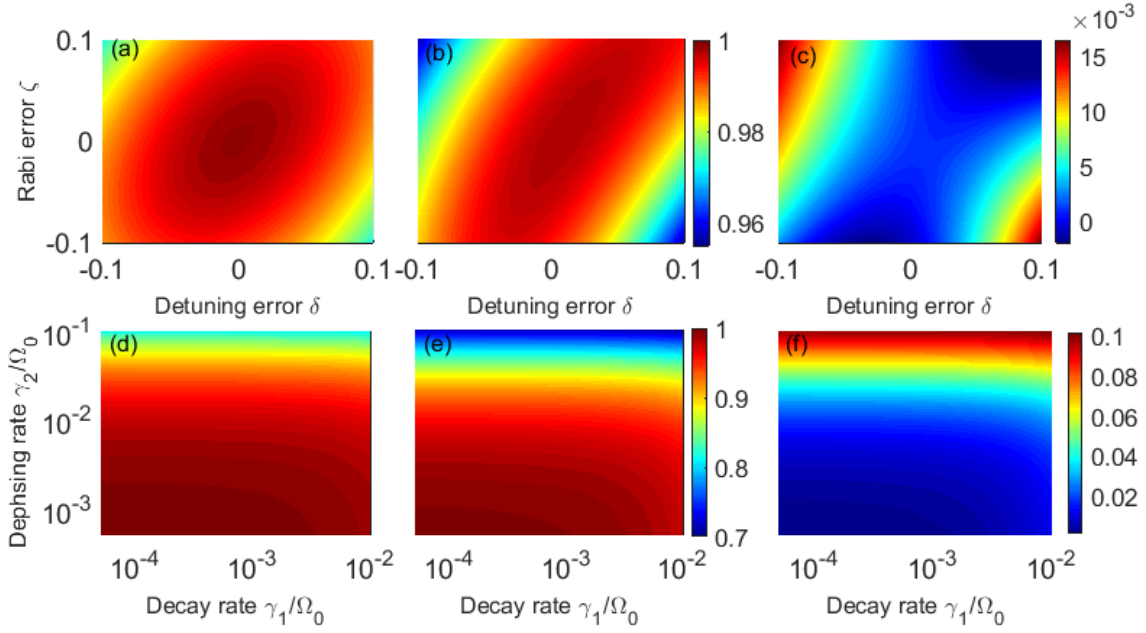 ×10⁻³
0.1
(a)
(b)
1
(c)
15
Rabi error ζ
0
0.98
10
5
0.96
0
-0.1
-0.1
0
0.1
-0.1
0
0.1
-0.1
0
0.1
Detuning error δ
Detuning error δ
Detuning error δ
10⁻¹
(d)
(e)
1
(f)
0.1
Dephsing rate γ₂/Ω₀
0.9
0.08
10⁻²
0.06
0.8
0.04
10⁻³
0.02
0.7
10⁻⁴
10⁻³
10⁻²
10⁻⁴
10⁻³
10⁻²
10⁻⁴
10⁻³
10⁻²
Decay rate γ₁/Ω₀
Decay rate γ₁/Ω₀
Decay rate γ₁/Ω₀